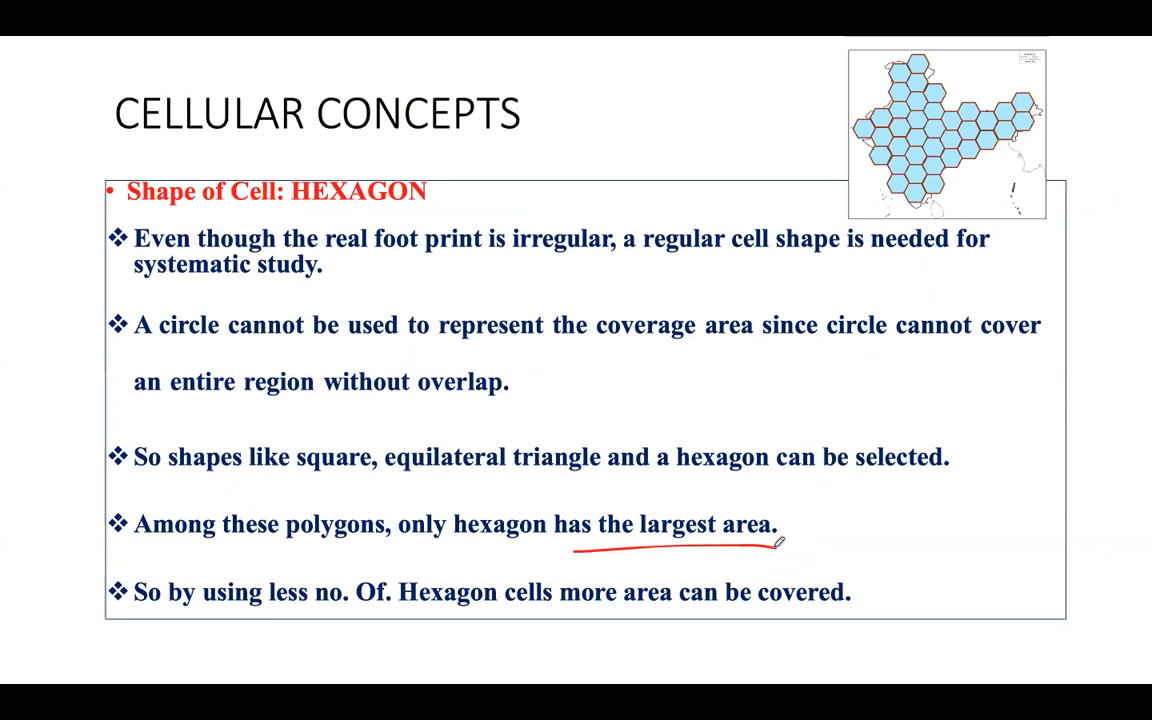 CELLULAR CONCEPTS
• Shape of Cell: HEXAGON
❖ Even though the real foot print is irregular, a regular cell shape is needed for
systematic study.
❖ A circle cannot be used to represent the coverage area since circle cannot cover
an entire region without overlap.
❖ So shapes like square, equilateral triangle and a hexagon can be selected.
❖ Among these polygons, only hexagon has the largest area.
❖ So by using less no. Of. Hexagon cells more area can be covered.